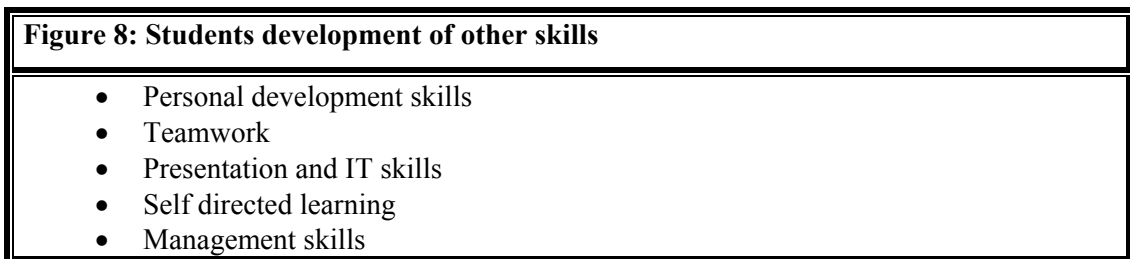 Figure 8: Students development of other skills
• Personal development skills
• Teamwork
• Presentation and IT skills
• Self directed learning
• Management skills